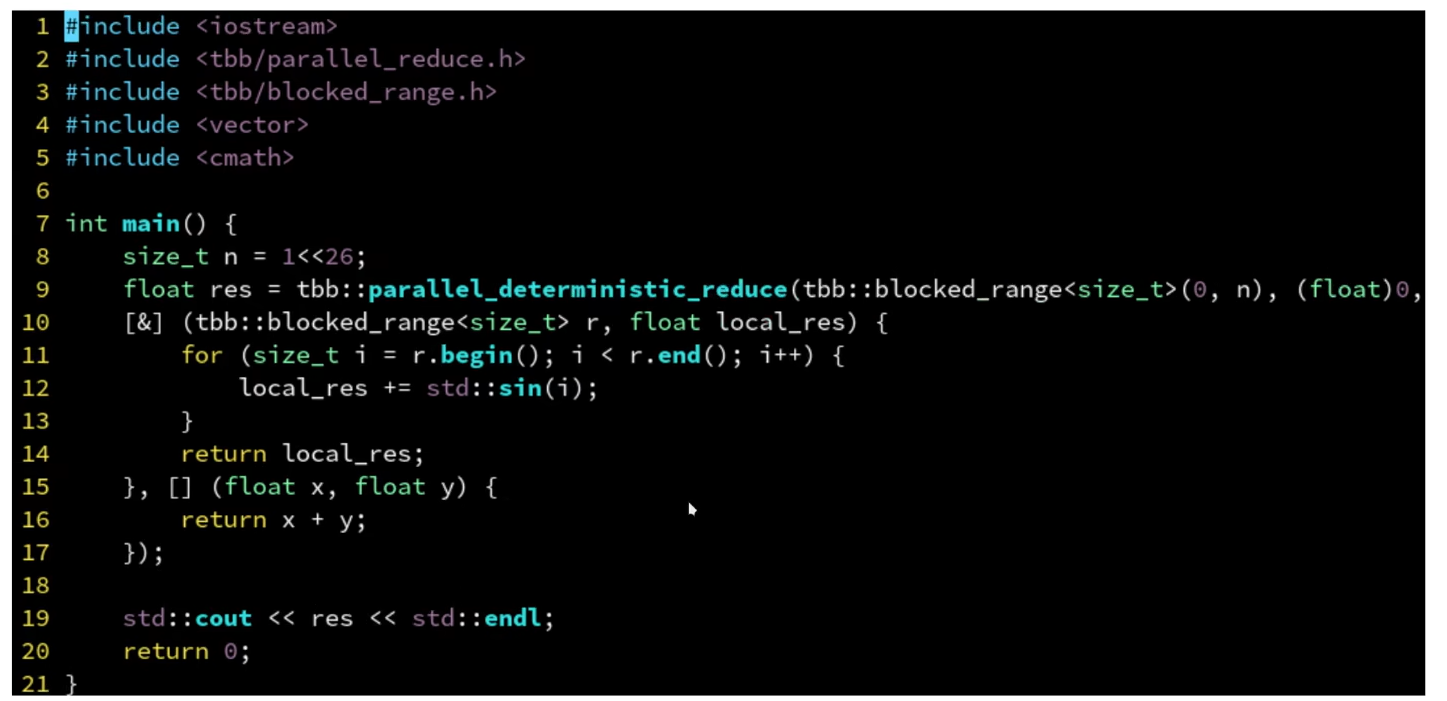 1 #include <iostream>
2 #include <tbb/parallel_reduce.h>
3 #include <tbb/blocked_range.h>
4 #include <vector>
5 #include <cmath>
6
7 int main() {
8     size_t n = 1<<26;
9     float res = tbb::parallel_deterministic_reduce(tbb::blocked_range<size_t>(0, n), (float)0,
10     [&] (tbb::blocked_range<size_t> r, float local_res) {
11         for (size_t i = r.begin(); i < r.end(); i++) {
12             local_res += std::sin(i);
13         }
14         return local_res;
15     }, [] (float x, float y) {
16         return x + y;
17     });
18
19     std::cout << res << std::endl;
20     return 0;
21 }